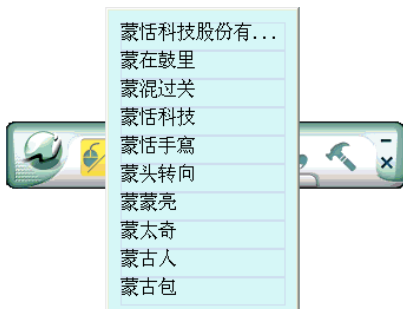 蒙恬科技股份有...
蒙在鼓里
蒙混过关
蒙恬科技
蒙恬手寫
蒙头转向
蒙蒙亮
蒙太奇
蒙古人
蒙古包